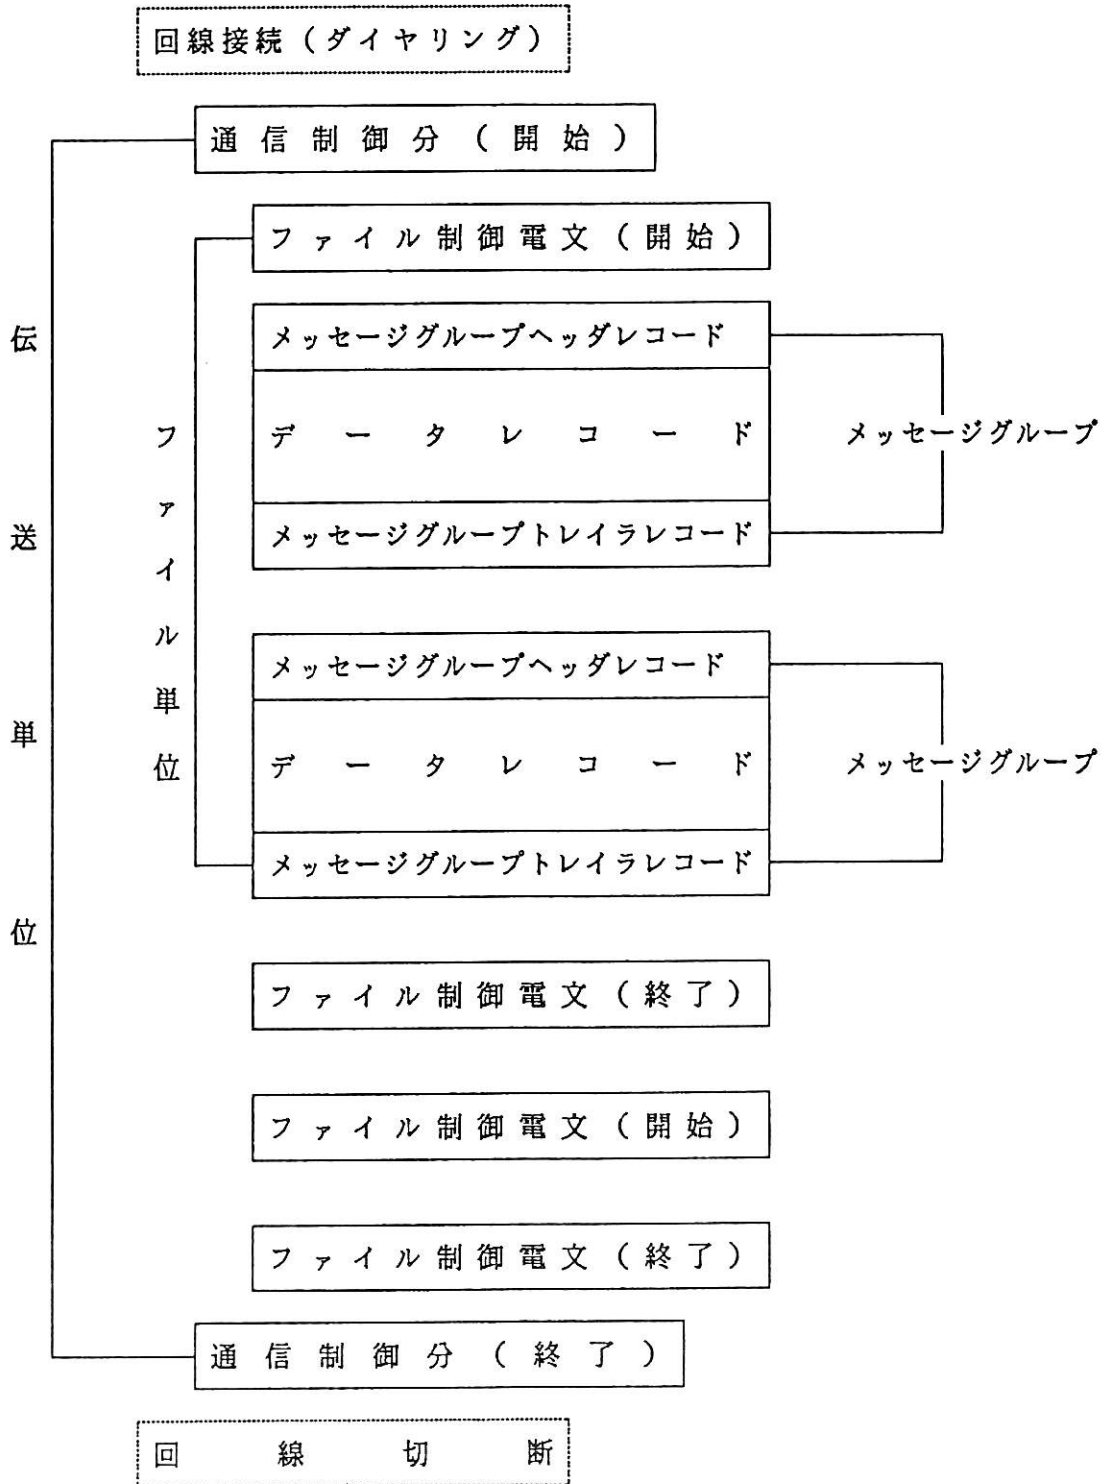 回線接続(ダイヤリング)
通信制御分(開始)
ファイル制御電文(開始)
メッセージグループヘッダレコード
データレコード
メッセージグループ
メッセージグループトレイラレコード
メッセージグループヘッダレコード
データレコード
メッセージグループ
メッセージグループトレイラレコード
ファイル単位
伝送単位
ファイル制御電文(終了)
ファイル制御電文(開始)
ファイル制御電文(終了)
通信制御分(終了)
回線切断